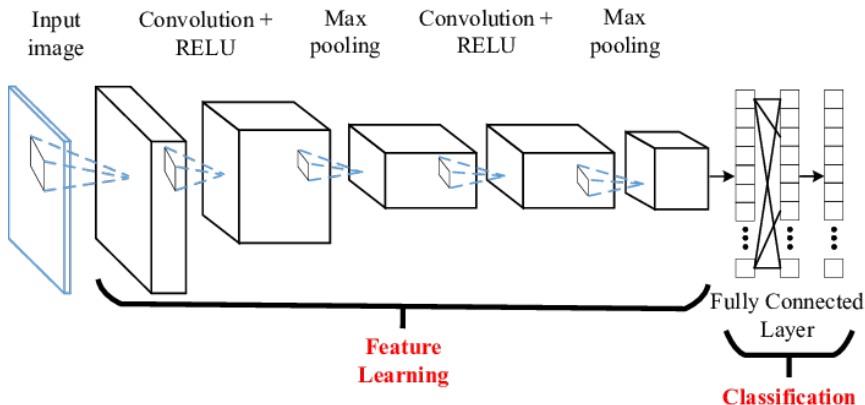 Input
image
Convolution +
RELU
Max
pooling
Convolution +
RELU
Max
pooling
Fully Connected
Layer
Feature
Learning
Classification